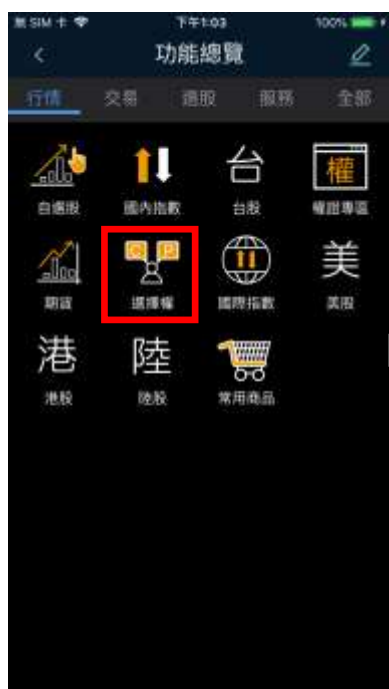 無 SIM 卡 下午1:03 100%
功能總覽
行情 交易 選股 服務 全部
台 權
自選股 國內指數 台股 權證專區
C P 美
期貨 選擇權 國際指數 美股
港 陸
港股 陸股 常用商品